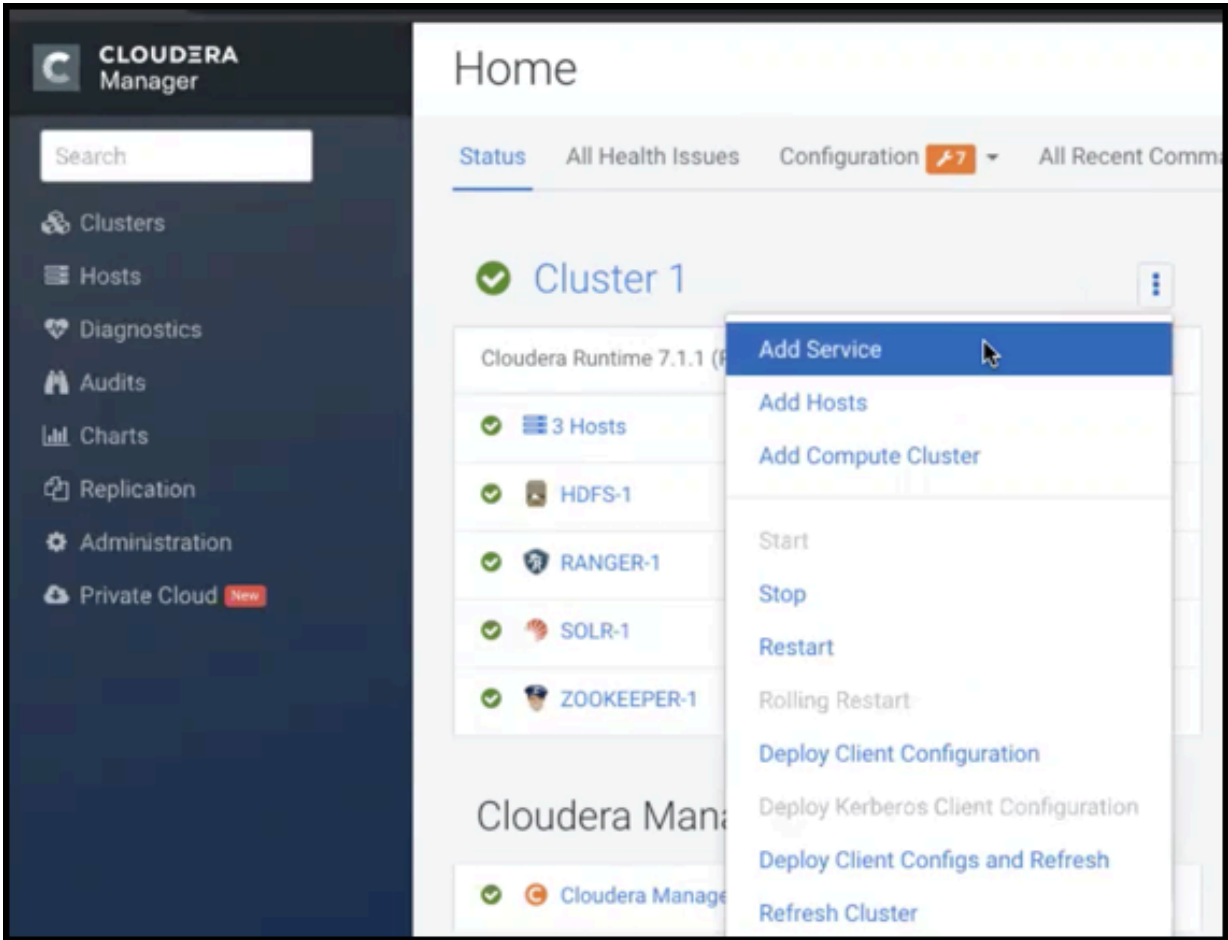 CLOUDERA
Manager
Search
Clusters
Hosts
Diagnostics
Audits
Charts
Replication
Administration
Private Cloud New
Home
Status All Health Issues Configuration 7 All Recent
Cluster 1
Cloudera Runtime 7.1.1
3 Hosts
HDFS-1
RANGER-1
SOLR-1
ZOOKEEPER-1
Add Service
Add Hosts
Add Compute Cluster
Start
Stop
Restart
Rolling Restart
Deploy Client Configuration
Deploy Kerberos Client Configuration
Deploy Client Configs and Refresh
Refresh Cluster
Cloudera
Cloudera